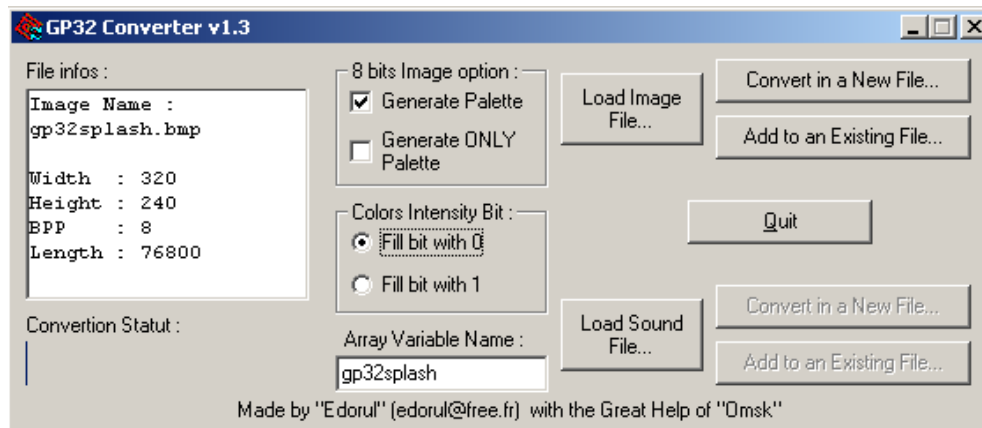 GP32 Converter v1.3
File infos :
Image Name :
gp32splash.bmp
Width : 320
Height : 240
BPP : 8
Length : 76800
Convertion Statut :
8 bits Image option :
Generate Palette
Generate ONLY
Palette
Colors Intensity Bit :
Fill bit with 0
Fill bit with 1
Array Variable Name :
gp32splash
Load Image
File...
Convert in a New File...
Add to an Existing File...
Quit
Load Sound
File...
Convert in a New File...
Add to an Existing File...
Made by "Edorul" (edorul@free.fr) with the Great Help of "Omsk"